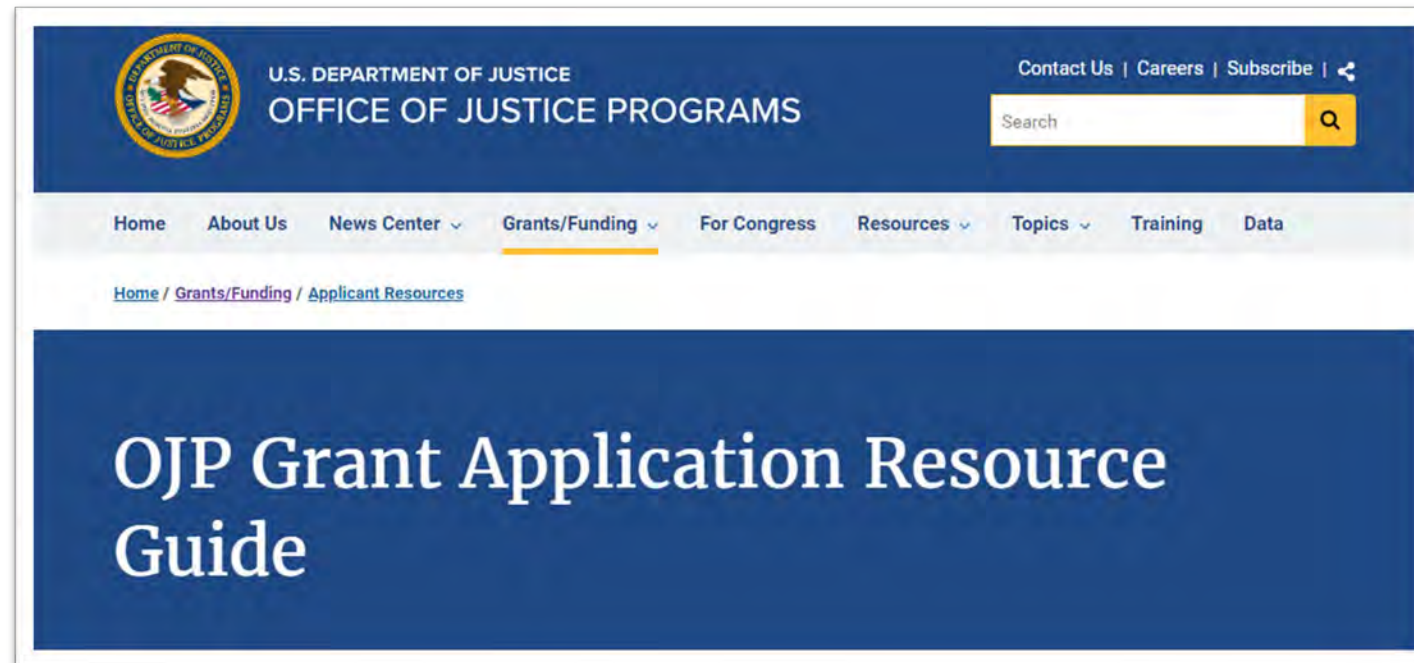 U.S. DEPARTMENT OF JUSTICE
OFFICE OF JUSTICE PROGRAMS
Contact Us | Careers | Subscribe |
Search
Home About Us News Center Grants/Funding For Congress Resources Topics Training Data
Home / Grants/Funding / Applicant Resources
OJP Grant Application Resource
Guide